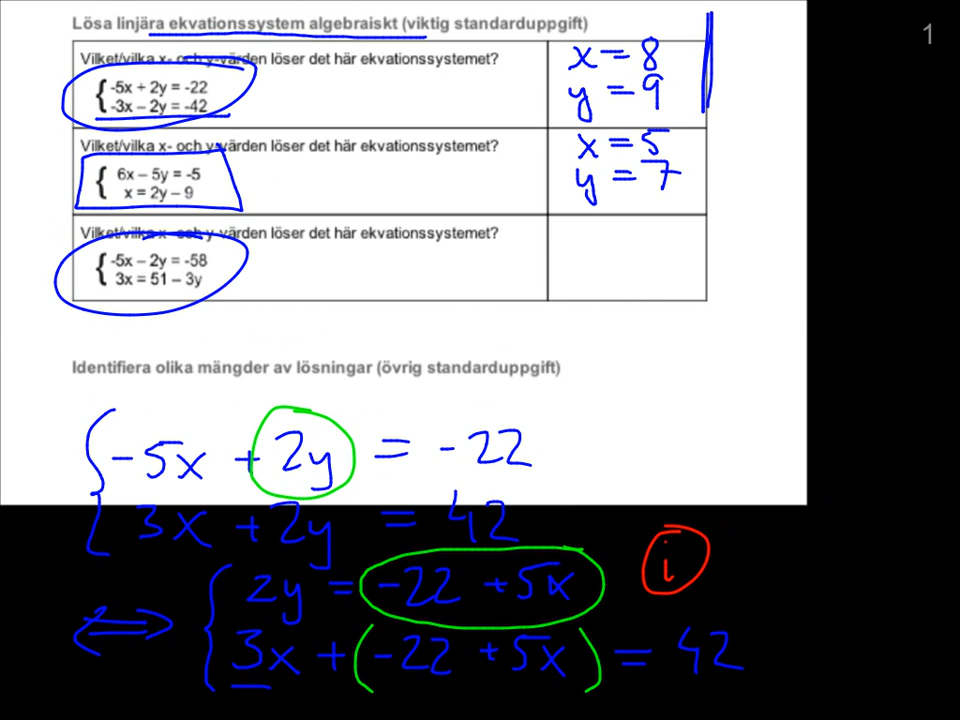 Lösa linjära ekvationssystem algebraiskt (viktig standarduppgift)
1
Vilket/vilka x- och y-värden löser det här ekvationssystemet?
-5x + 2y = -22
-3x – 2y = -42
x = 8
y = 9
Vilket/vilka x- och y-värden löser det här ekvationssystemet?
6x – 5y = -5
x = 2y – 9
x = 5
y = 7
Vilket/vilka x- och y-värden löser det här ekvationssystemet?
-5x – 2y = -58
3x = 51 – 3y
Identifiera olika mängder av lösningar (övrig standarduppgift)
-5x + 2y = -22
3x + 2y = 42
⇔ 2y = -22 + 5x
i
3x + (-22 + 5x) = 42